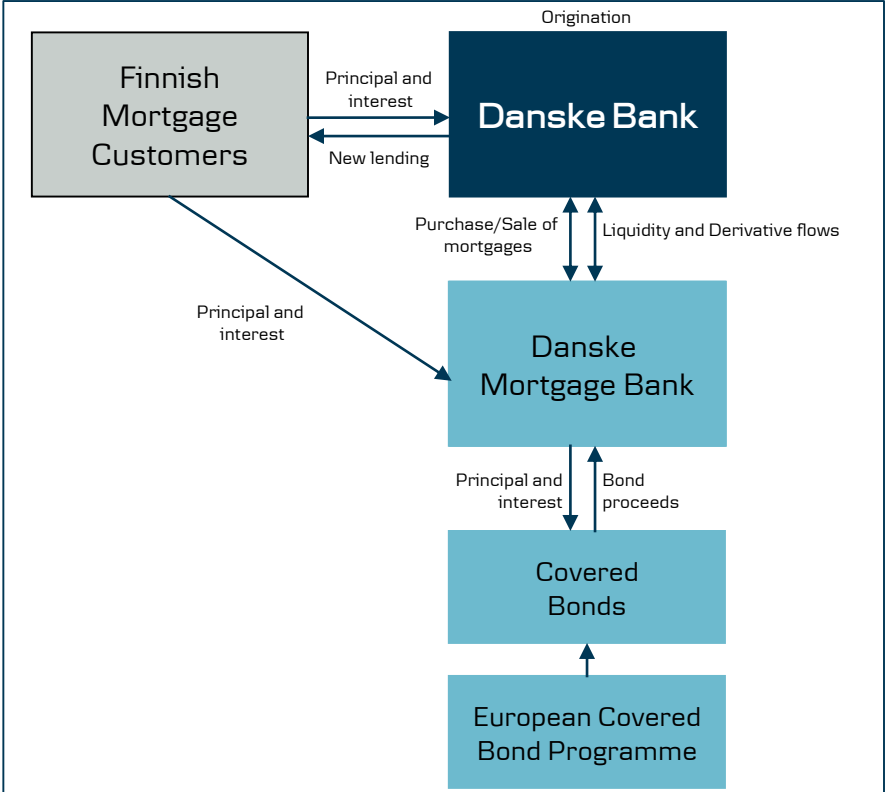 Origination
Finnish
Mortgage
Customers
Principal and
interest
New lending
Danske Bank
Purchase/Sale of
mortgages
Liquidity and Derivative flows
Principal and
interest
Danske
Mortgage Bank
Principal and
interest
Bond
proceeds
Covered
Bonds
European Covered
Bond Programme